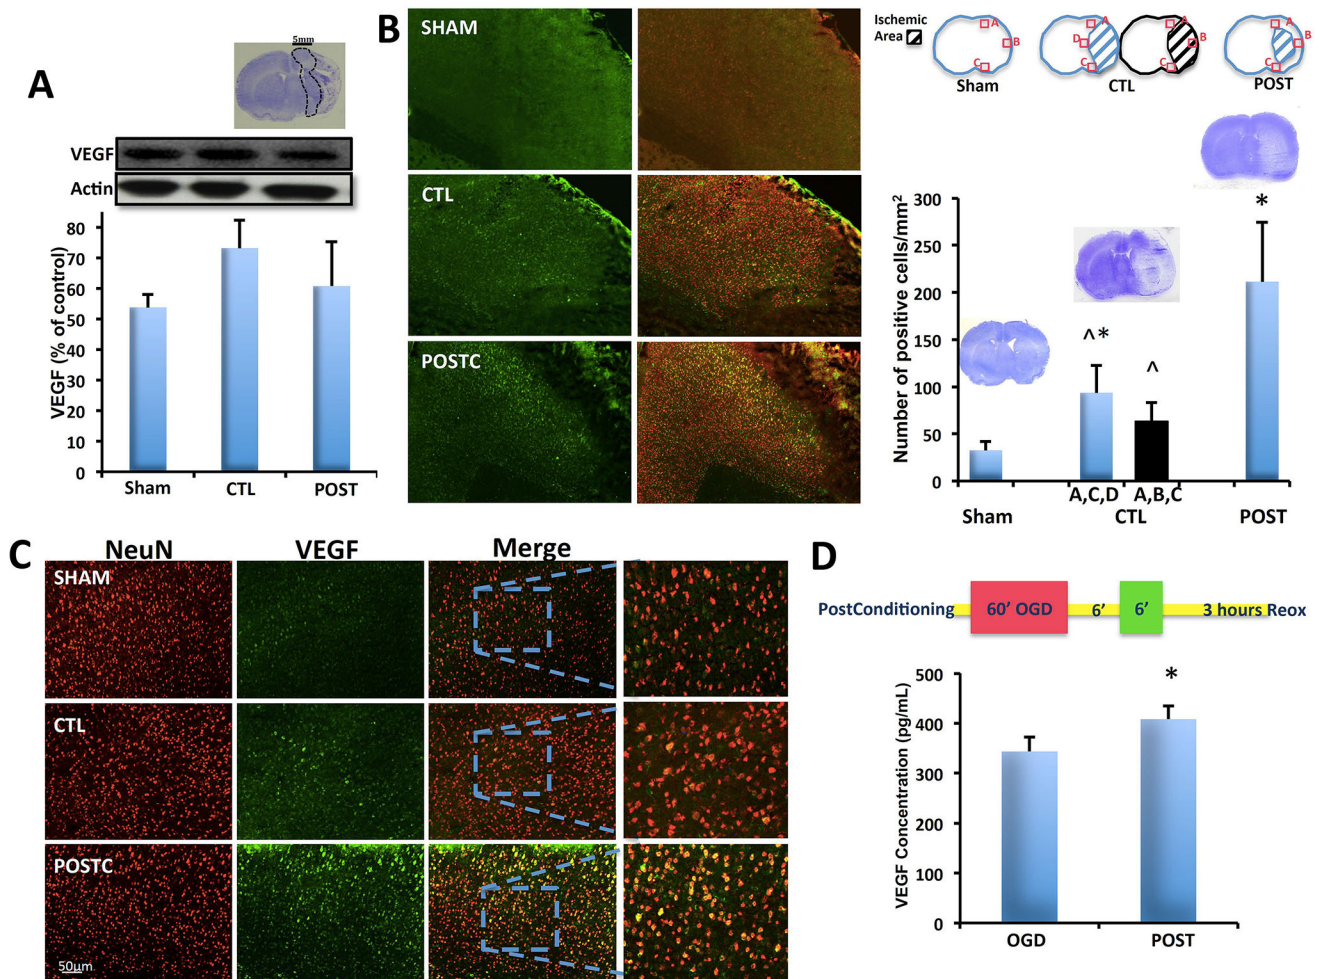 A
5mm
VEGF
Actin
VEGF (% of control)
80
70
60
50
40
30
20
10
0
Sham
CTL
POST
B
SHAM
CTL
POSTC
Ischemic
Area
A
B
C
Sham
A
D
C
A
B
C
CTL
A
B
C
POST
Number of positive cells/mm2
300
250
200
150
100
50
0
^ *
^
*
A,C,D
A,B,C
Sham
CTL
POST
C
NeuN
VEGF
Merge
SHAM
CTL
POSTC
50µm
D
PostConditioning
60’ OGD
6’
6’
3 hours Reox
VEGF Concentration (pg/mL)
500
400
300
400
300
200
100
0
*
OGD
POST